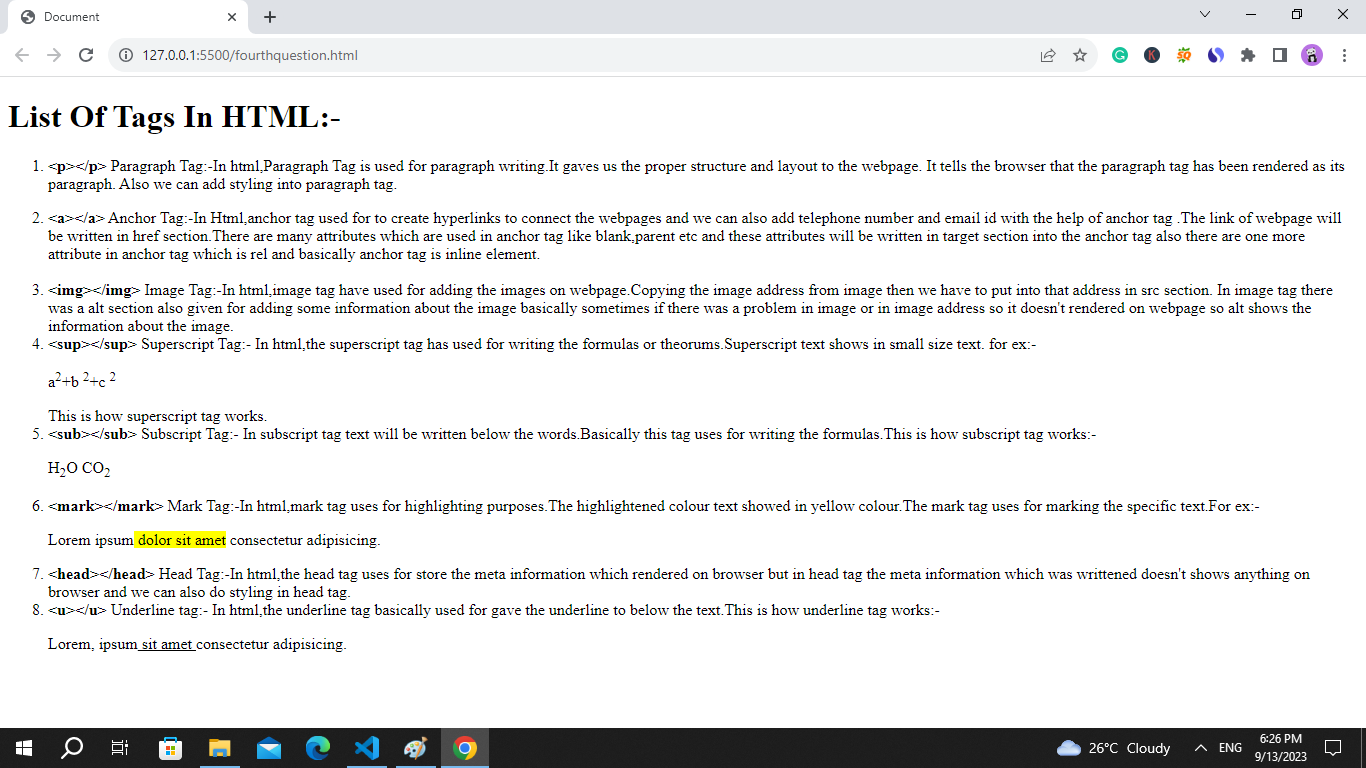 Document
127.0.0.1:5500/fourthquestion.html
List Of Tags In HTML:-
1. <p></p> Paragraph Tag:-In html,Paragraph Tag is used for paragraph writing.It gaves us the proper structure and layout to the webpage. It tells the browser that the paragraph tag has been rendered as its
paragraph. Also we can add styling into paragraph tag.
2. <a></a> Anchor Tag:-In Html,anchor tag used for to create hyperlinks to connect the webpages and we can also add telephone number and email id with the help of anchor tag .The link of webpage will
be written in href section.There are many attributes which are used in anchor tag like blank,parent etc and these attributes will be written in target section into the anchor tag also there are one more
attribute in anchor tag which is rel and basically anchor tag is inline element.
3. <img></img> Image Tag:-In html,image tag have used for adding the images on webpage.Copying the image address from image then we have to put into that address in src section. In image tag there
was a alt section also given for adding some information about the image basically sometimes if there was a problem in image or in image address so it doesn't rendered on webpage so alt shows the
information about the image.
4. <sup></sup> Superscript Tag:- In html,the superscript tag has used for writing the formulas or theorums.Superscript text shows in small size text. for ex:-
a²+b ²+c ²
This is how superscript tag works.
5. <sub></sub> Subscript Tag:- In subscript tag text will be written below the words.Basically this tag uses for writing the formulas.This is how subscript tag works:-
H₂O CO₂
6. <mark></mark> Mark Tag:-In html,mark tag uses for highlighting purposes.The highlightened colour text showed in yellow colour.The mark tag uses for marking the specific text.For ex:-
Lorem ipsum dolor sit amet consectetur adipisicing.
7. <head></head> Head Tag:-In html,the head tag uses for store the meta information which rendered on browser but in head tag the meta information which was writtened doesn't shows anything on
browser and we can also do styling in head tag.
8. <u></u> Underline tag:- In html,the underline tag basically used for gave the underline to below the text.This is how underline tag works:-
Lorem, ipsum sit amet consectetur adipisicing.
26°C Cloudy
ENG
6:26 PM
9/13/2023